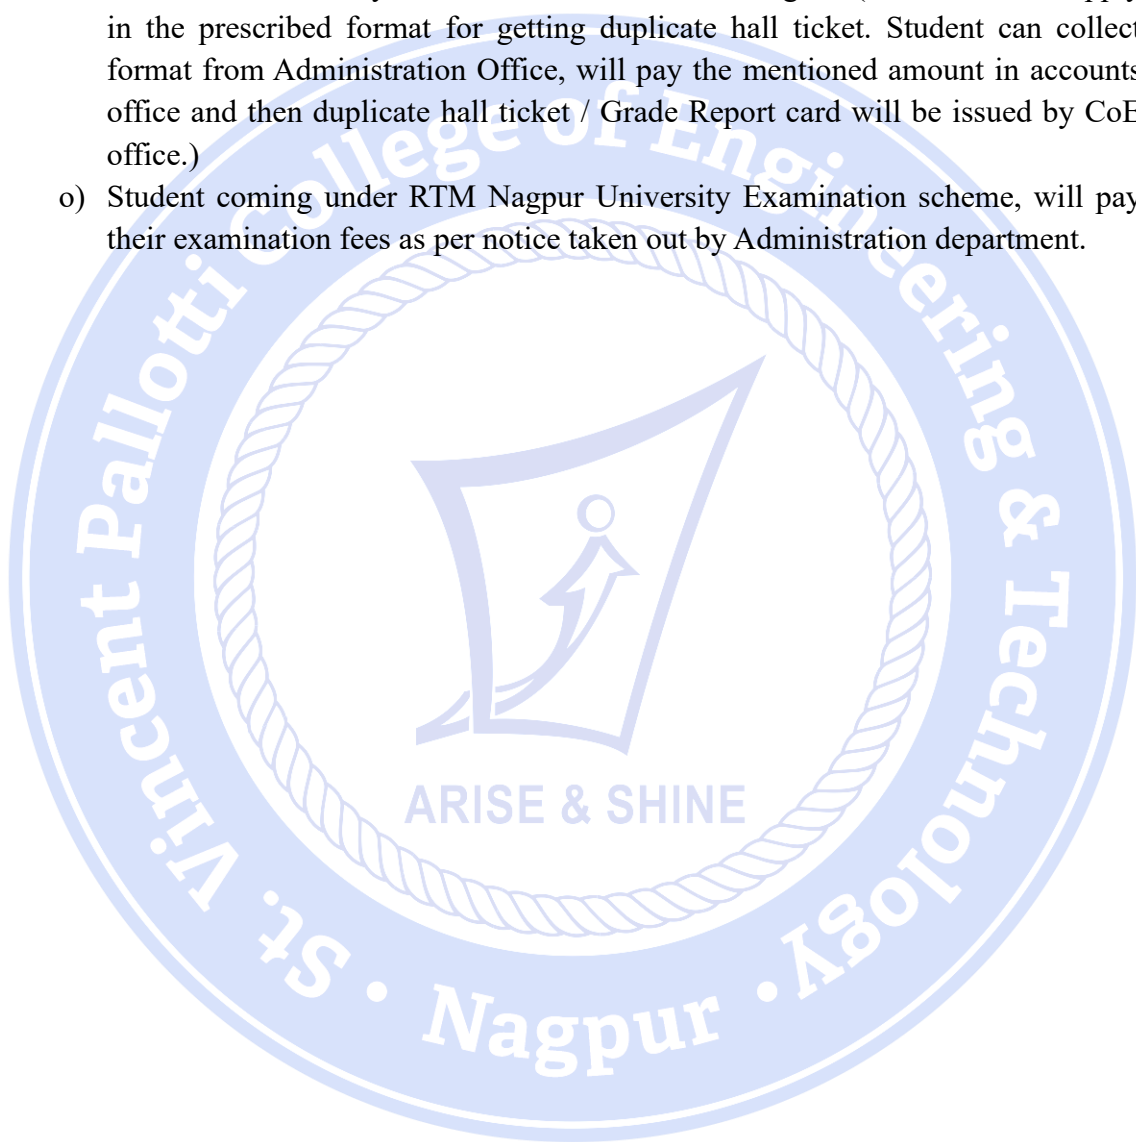 in the prescribed format for getting duplicate hall ticket. Student can collect
format from Administration Office, will pay the mentioned amount in accounts
office and then duplicate hall ticket / Grade Report card will be issued by CoE
office.)
o) Student coming under RTM Nagpur University Examination scheme, will pay
their examination fees as per notice taken out by Administration department.
St. Vincent Pallotti College of Engineering & Technology
ARISE & SHINE
• Nagpur •